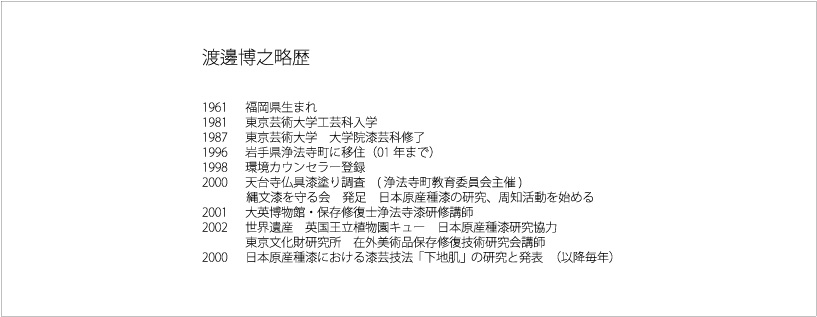 渡邊博之略歴
1961 福岡県生まれ
1981 東京芸術大学工芸科入学
1987 東京芸術大学　大学院漆芸科修了
1996 岩手県浄法寺町に移住（01 年まで）
1998 環境カウンセラー登録
2000 天台寺仏具漆塗り調査　( 浄法寺町教育委員会主催 )
縄文漆を守る会　発足　日本原産種漆の研究、周知活動を始める
2001 大英博物館・保存修復士浄法寺漆研修講師
2002 世界遺産　英国王立植物園キュー　日本原産種漆研究協力
東京文化財研究所　在外美術品保存修復技術研究会講師
2000 日本原産種漆における漆芸技法「下地肌」の研究と発表　（以降毎年）